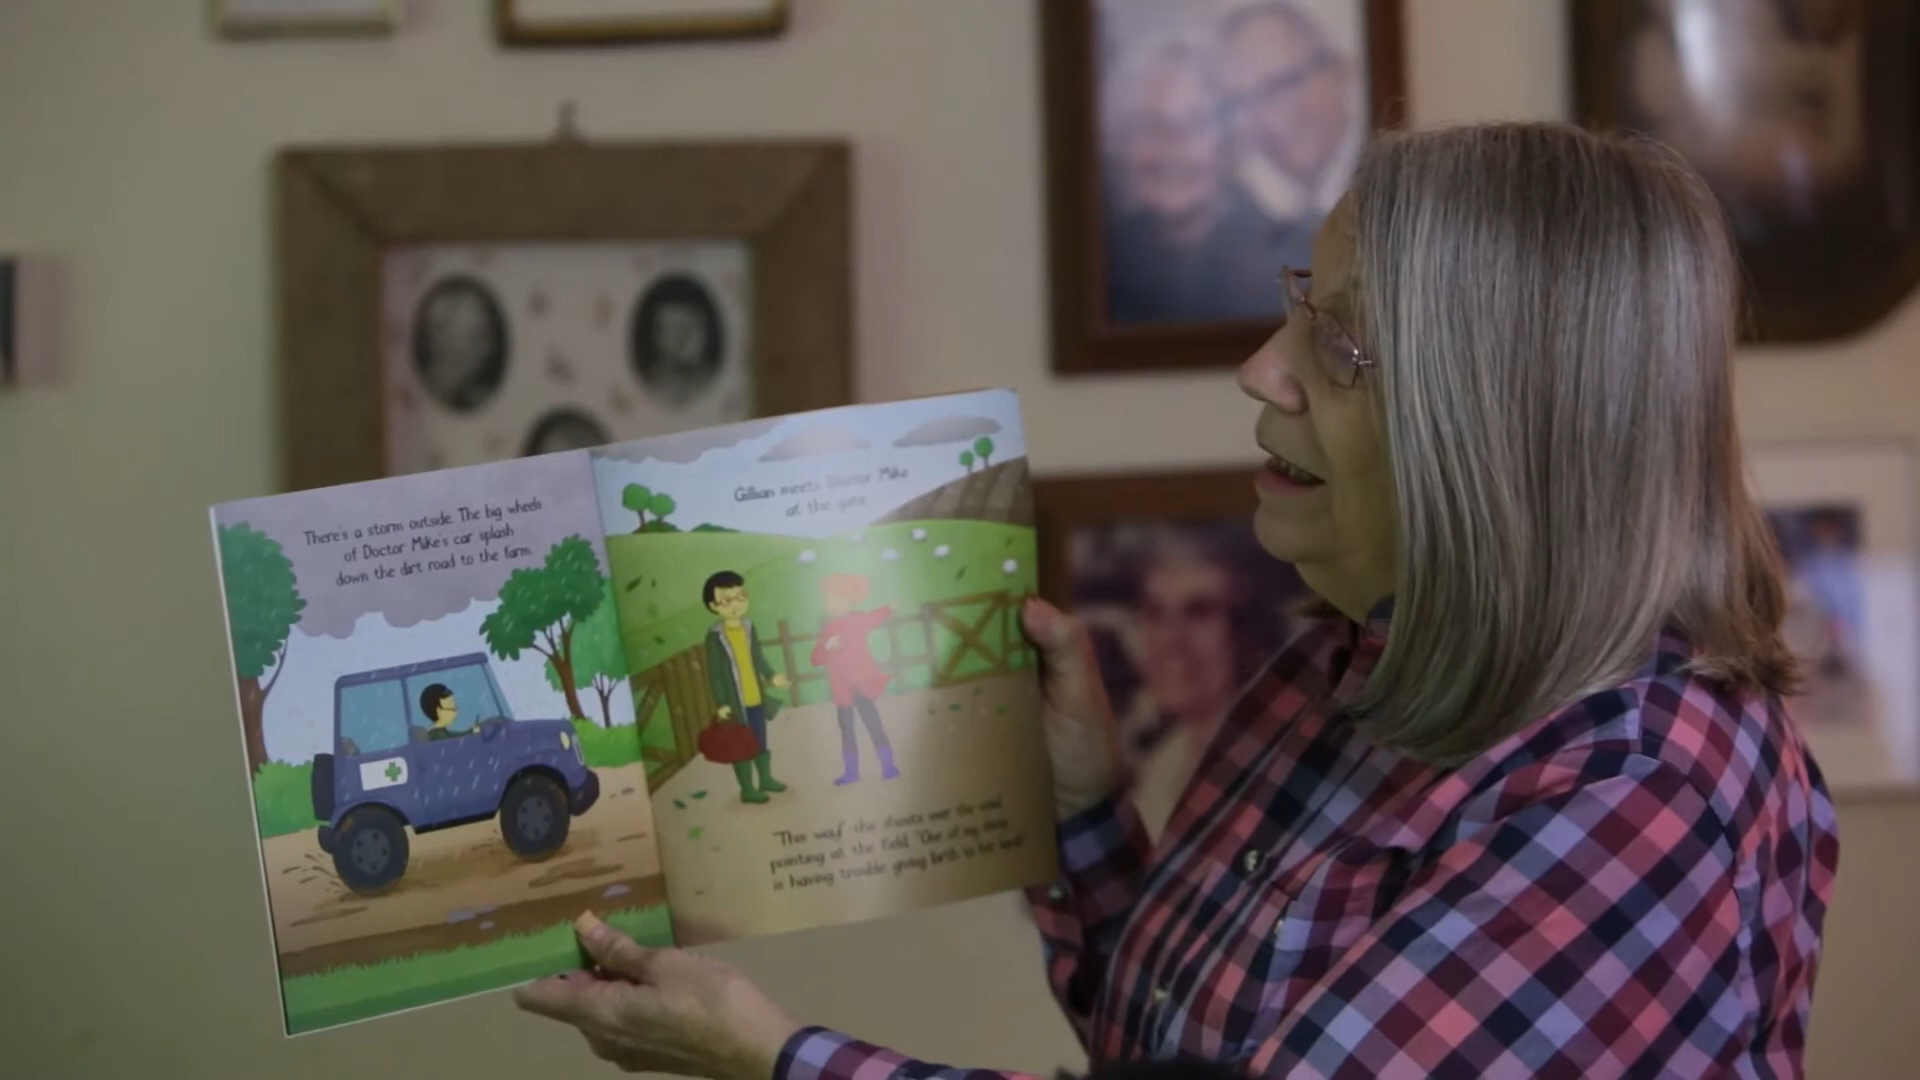 There's a storm outside. The big wheels
of Doctor Mike's car splash
down the dirt road to the farm.
Gillian meets Doctor Mike
at the gate.
"This way!" she shouts over the wind,
pointing at the field. "One of my sheep
is having trouble giving birth to her lamb!"